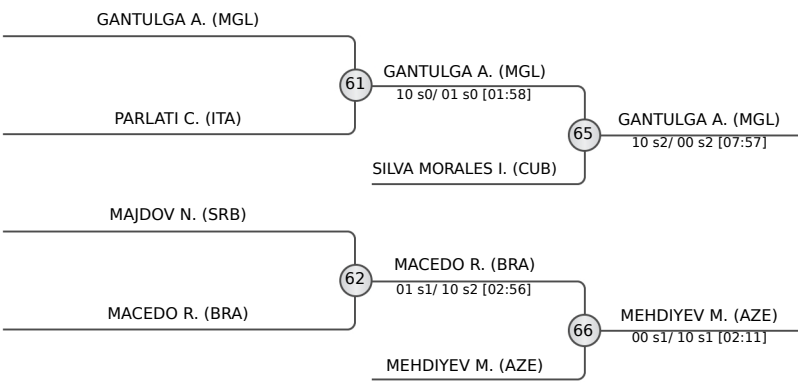 GANTULGA A. (MGL)
61
GANTULGA A. (MGL)
10 s0/ 01 s0 [01:58]
PARLATI C. (ITA)
65
GANTULGA A. (MGL)
10 s2/ 00 s2 [07:57]
SILVA MORALES I. (CUB)
MAJDOV N. (SRB)
62
MACEDO R. (BRA)
01 s1/ 10 s2 [02:56]
MACEDO R. (BRA)
66
MEHDIYEV M. (AZE)
00 s1/ 10 s1 [02:11]
MEHDIYEV M. (AZE)